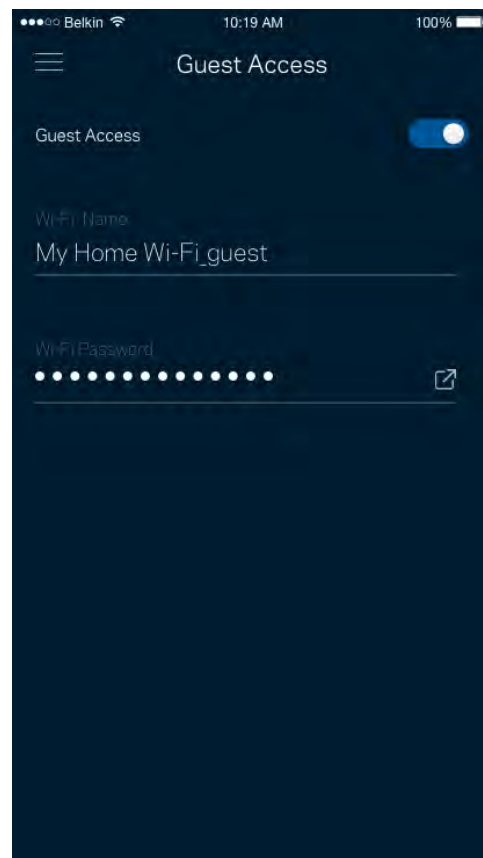 Belkin 10:19 AM 100%
Guest Access
Guest Access
Wi-Fi Name
My Home Wi-Fi_guest
Wi-Fi Password
••••••••••••••